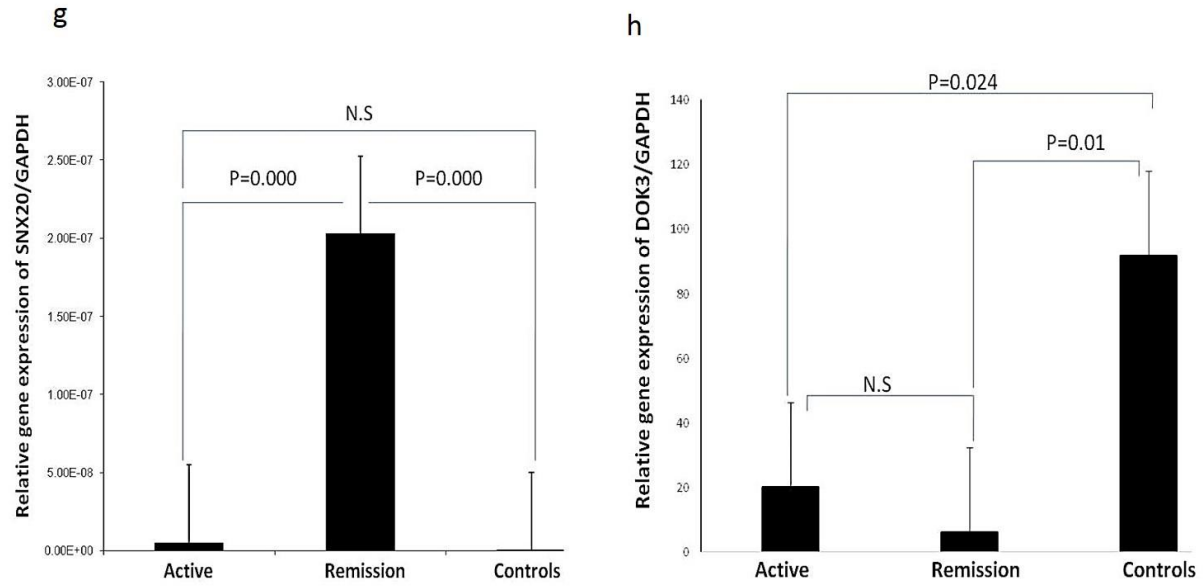 g
Relative gene expression of SNX20/GAPDH
3.00E-07
2.50E-07
2.00E-07
1.50E-07
1.00E-07
5.00E-08
0.00E+00
N.S
P=0.000
P=0.000
Active
Remission
Controls
h
Relative gene expression of DOK3/GAPDH
140
120
100
80
60
40
20
0
P=0.024
P=0.01
N.S
Active
Remission
Controls